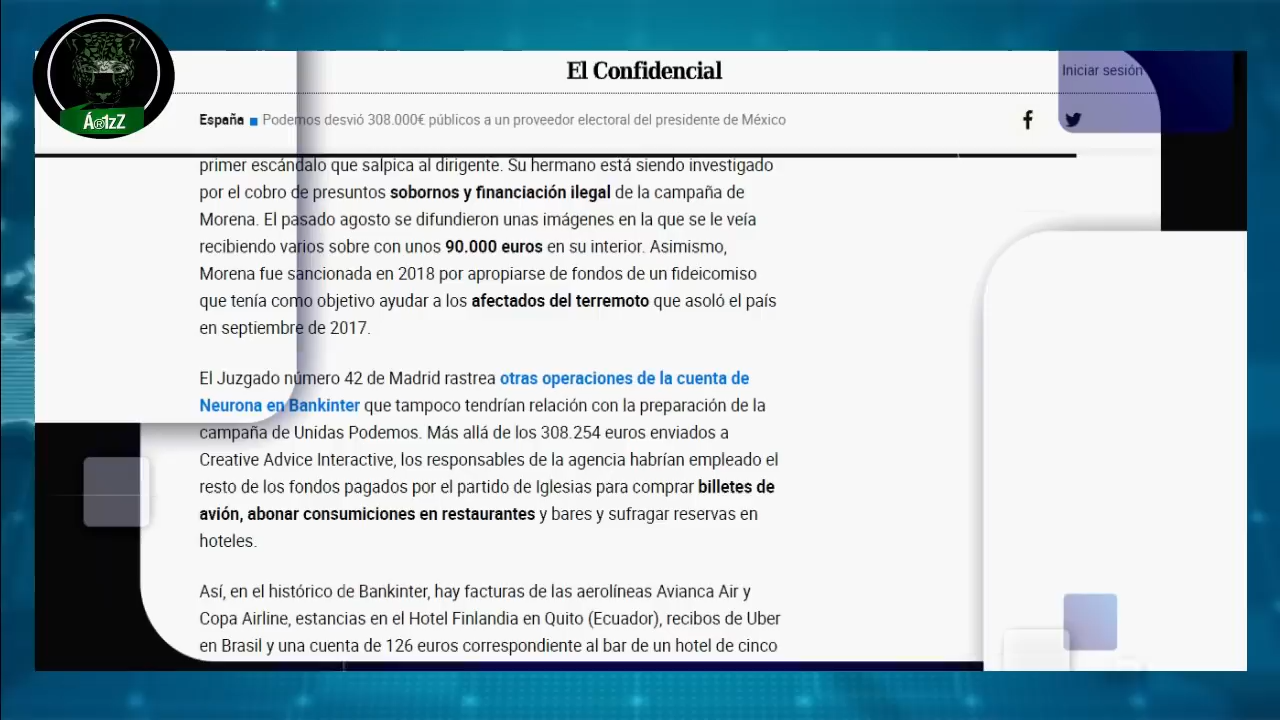 El Confidencial
Iniciar sesión
España ■ Podemos desvió 308.000€ públicos a un proveedor electoral del presidente de México
primer escándalo que salpica al dirigente. Su hermano está siendo investigado
por el cobro de presuntos sobornos y financiación ilegal de la campaña de
Morena. El pasado agosto se difundieron unas imágenes en la que se le veía
recibiendo varios sobre con unos 90.000 euros en su interior. Asimismo,
Morena fue sancionada en 2018 por apropiarse de fondos de un fideicomiso
que tenía como objetivo ayudar a los afectados del terremoto que asoló el país
en septiembre de 2017.
El Juzgado número 42 de Madrid rastrea otras operaciones de la cuenta de
Neurona en Bankinter que tampoco tendrían relación con la preparación de la
campaña de Unidas Podemos. Más allá de los 308.254 euros enviados a
Creative Advice Interactive, los responsables de la agencia habrían empleado el
resto de los fondos pagados por el partido de Iglesias para comprar billetes de
avión, abonar consumiciones en restaurantes y bares y sufragar reservas en
hoteles.
Así, en el histórico de Bankinter, hay facturas de las aerolíneas Avianca Air y
Copa Airline, estancias en el Hotel Finlandia en Quito (Ecuador), recibos de Uber
en Brasil y una cuenta de 126 euros correspondiente al bar de un hotel de cinco